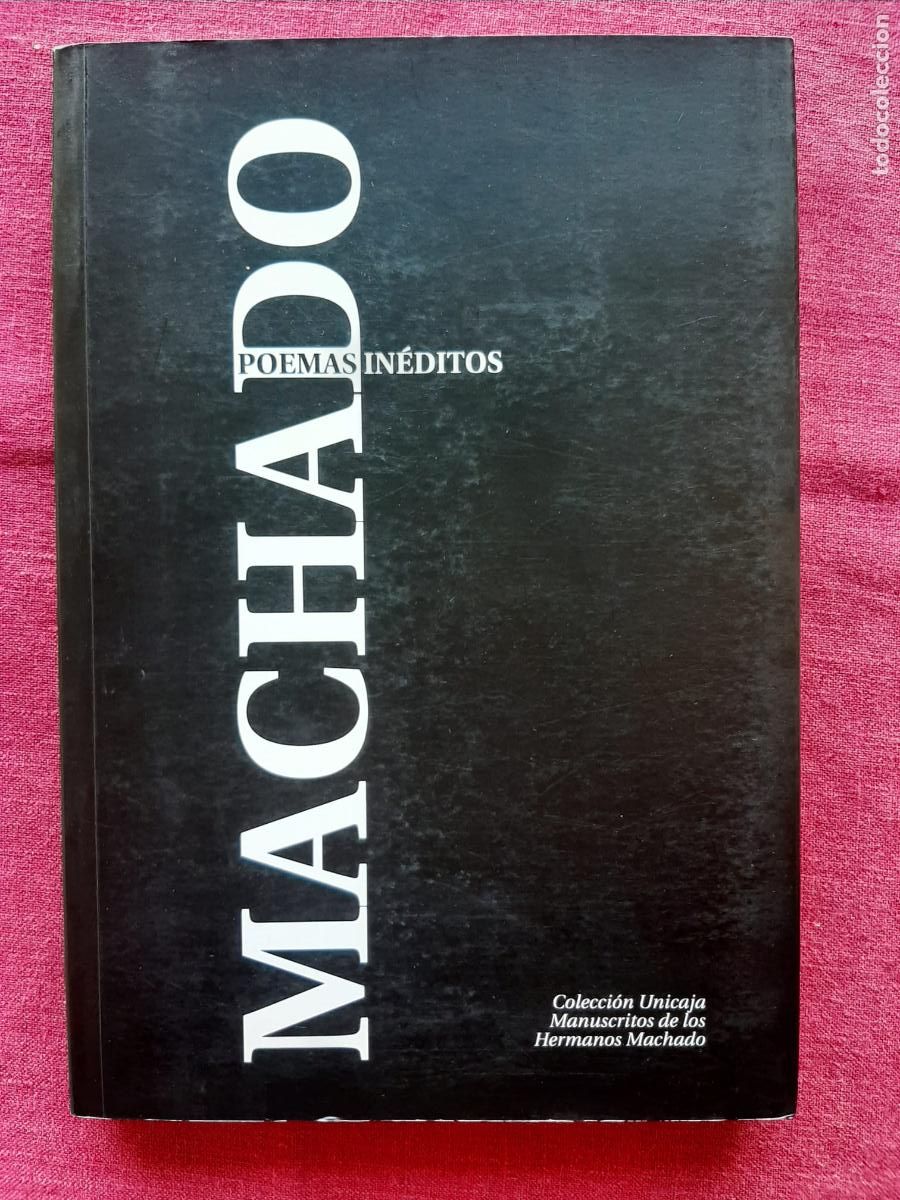 MACHADO
POEMAS INÉDITOS
Colección Unicaja
Manuscritos de los
Hermanos Machado
todocoleccion